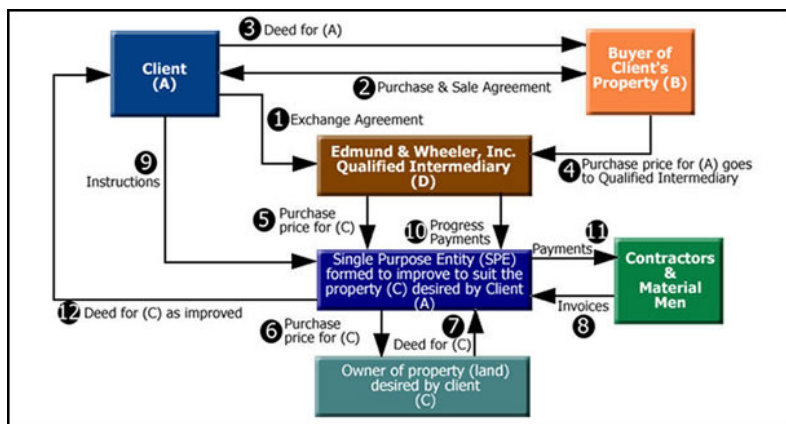 3 Deed for (A)
Client
(A)
Buyer of
Client's
Property (B)
2 Purchase & Sale Agreement
1 Exchange Agreement
Edmund & Wheeler, Inc.
Qualified Intermediary
(D)
4 Purchase price for (A) goes
to Qualified Intermediary
9
Instructions
5 Purchase
price for (C)
10 Progress
Payments
Single Purpose Entity (SPE)
formed to improve to suit the
property (C) desired by Client
(A)
Payments 11
Contractors
&
Material
Men
Invoices
8
12 Deed for (C) as improved
6 Purchase
price for (C)
7
Deed for (C)
Owner of property (land)
desired by client
(C)